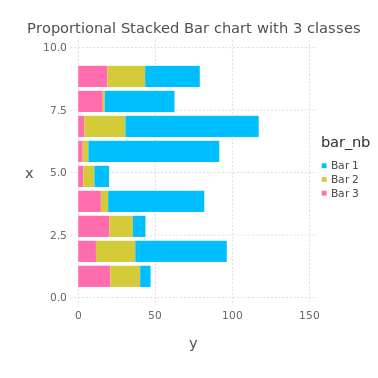 Proportional Stacked Bar chart with 3 classes
10.0
7.5
5.0
2.5
0.0
x
0 50 100 150
y
bar_nb
Bar 1
Bar 2
Bar 3